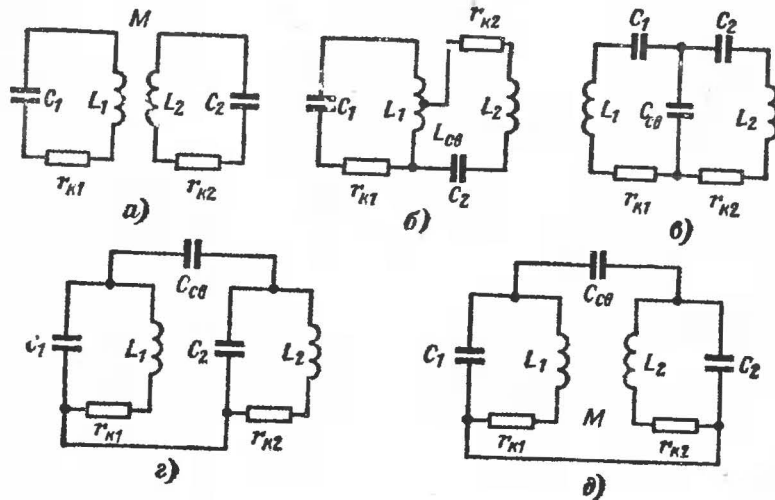 M
C1 L1 L2 C2
rк1 rк2
а)
rк2
C1 L1 L2
Lсв
rк1 C2
б)
C1 C2
L1 Cсв L2
rк1 rк2
в)
Cсв
C1 L1 C2 L2
rк1 rк2
г)
Cсв
C1 L1 L2 C2
rк1 M rк2
д)